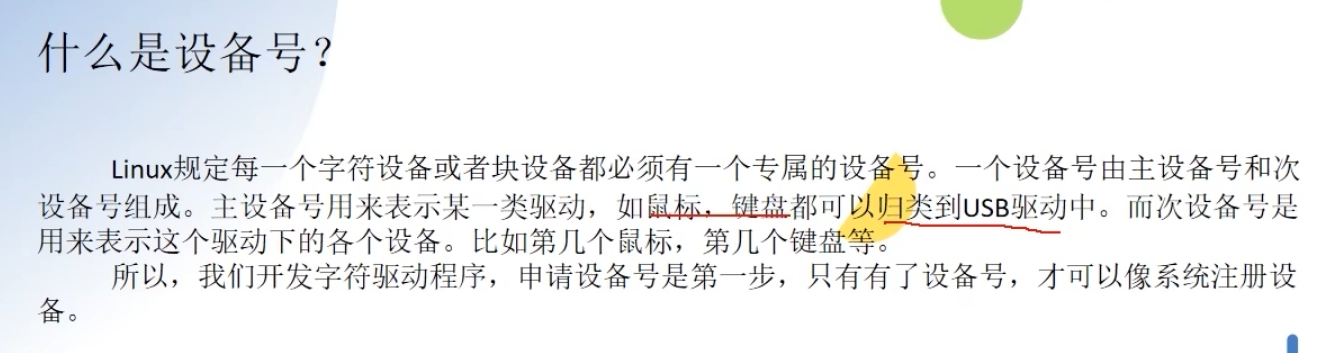 什么是设备号？
Linux规定每一个字符设备或者块设备都必须有一个专属的设备号。一个设备号由主设备号和次
设备号组成。主设备号用来表示某一类驱动，如鼠标，键盘都可以归类到USB驱动中。而次设备号是
用来表示这个驱动下的各个设备。比如第几个鼠标，第几个键盘等。
所以，我们开发字符驱动程序，申请设备号是第一步，只有有了设备号，才可以像系统注册设
备。